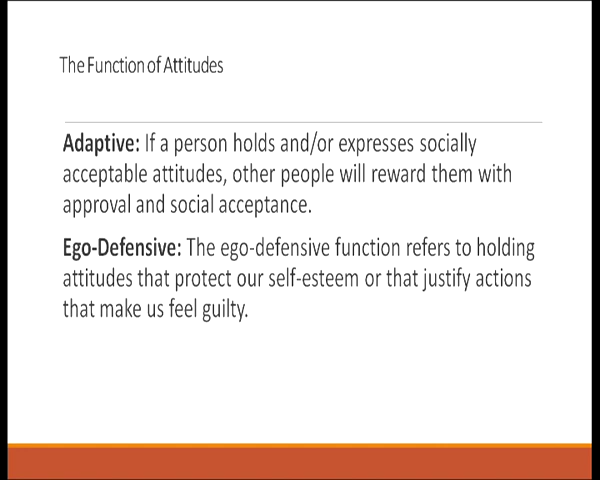 The Function of Attitudes
Adaptive: If a person holds and/or expresses socially
acceptable attitudes, other people will reward them with
approval and social acceptance.
Ego-Defensive: The ego-defensive function refers to holding
attitudes that protect our self-esteem or that justify actions
that make us feel guilty.